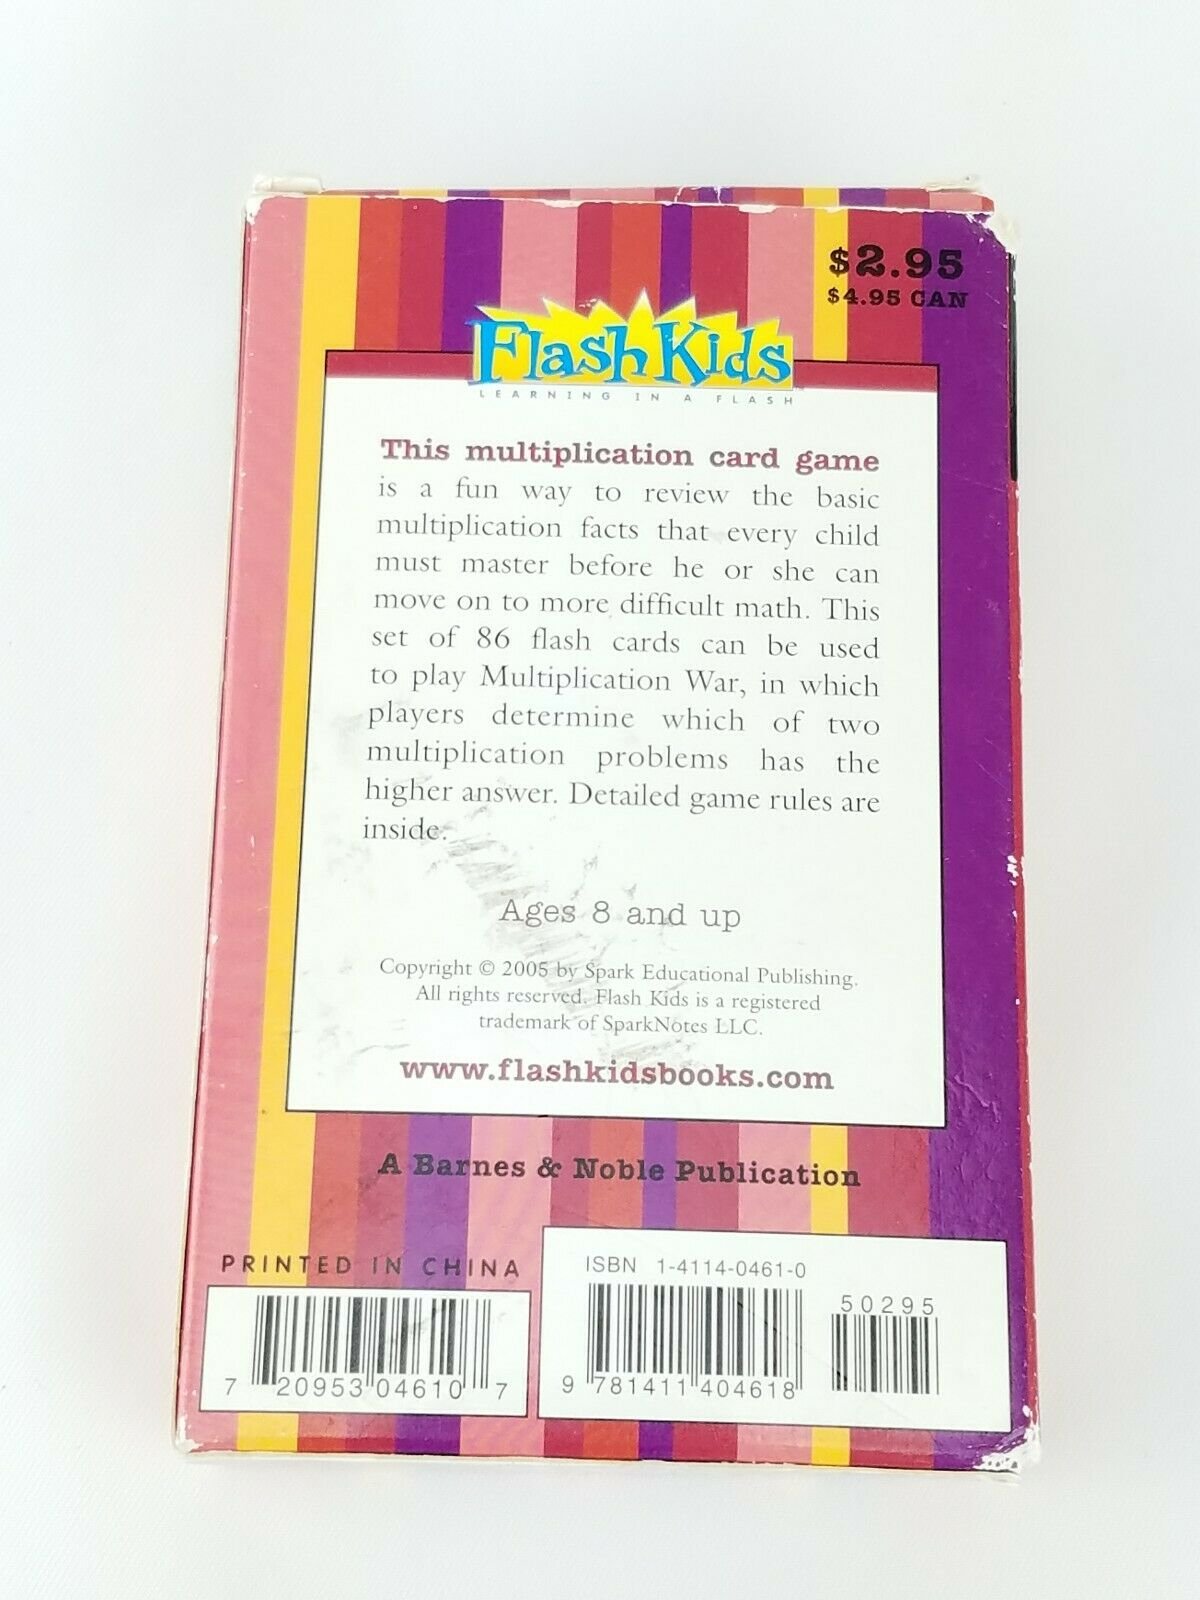 $2.95
$4.95 CAN
Flash Kids
LEARNING IN A FLASH
This multiplication card game
is a fun way to review the basic
multiplication facts that every child
must master before he or she can
move on to more difficult math. This
set of 86 flash cards can be used
to play Multiplication War, in which
players determine which of two
multiplication problems has the
higher answer. Detailed game rules are
inside.
Ages 8 and up
Copyright © 2005 by Spark Educational Publishing.
All rights reserved. Flash Kids is a registered
trademark of SparkNotes LLC.
www.flashkidsbooks.com
A Barnes & Noble Publication
PRINTED IN CHINA
7 20953 04610 7
ISBN 1-4114-0461-0
50295
9 781411 404618